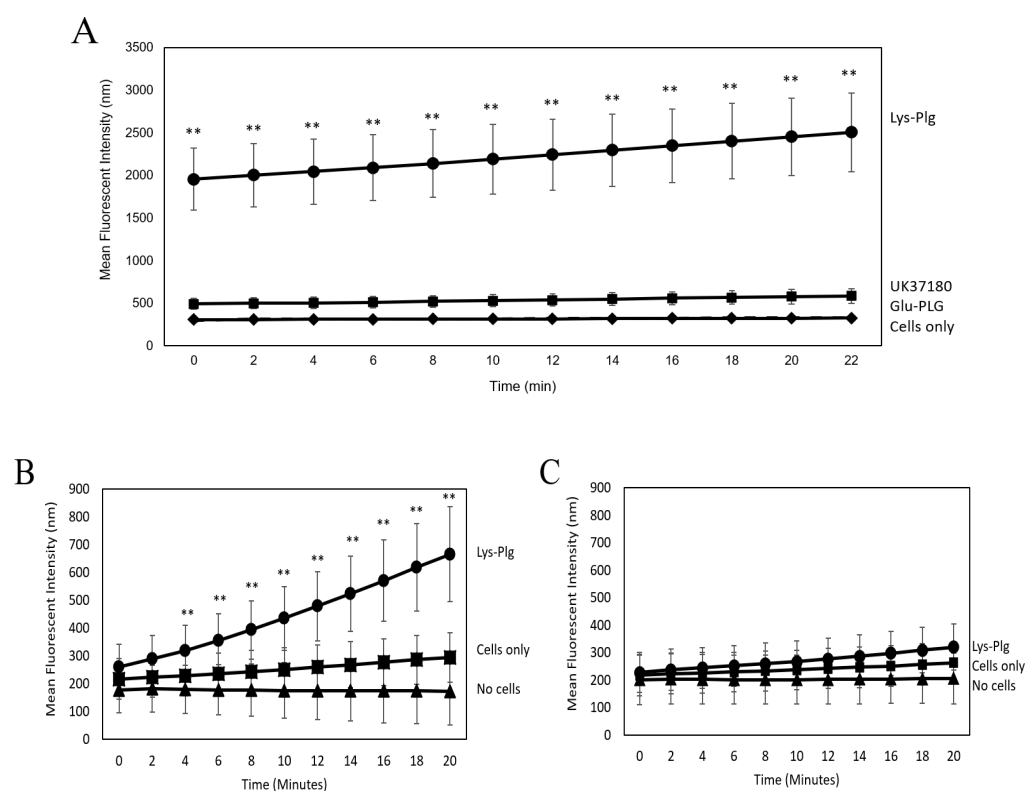 A
Mean Fluorescent Intensity (nm)
3500
3000
2500
2000
1500
1000
500
0
** ** ** ** ** ** ** ** ** ** ** **
Lys-Plg
UK37180
Glu-PLG
Cells only
0 2 4 6 8 10 12 14 16 18 20 22
Time (min)
B
Mean Fluorescent Intensity (nm)
900
800
700
600
500
400
300
200
100
0
** ** ** ** ** ** ** ** **
Lys-Plg
Cells only
No cells
0 2 4 6 8 10 12 14 16 18 20
Time (Minutes)
C
Mean Fluorescent Intensity (nm)
900
800
700
600
500
400
300
200
100
0
Lys-Plg
Cells only
No cells
0 2 4 6 8 10 12 14 16 18 20
Time (Minutes)